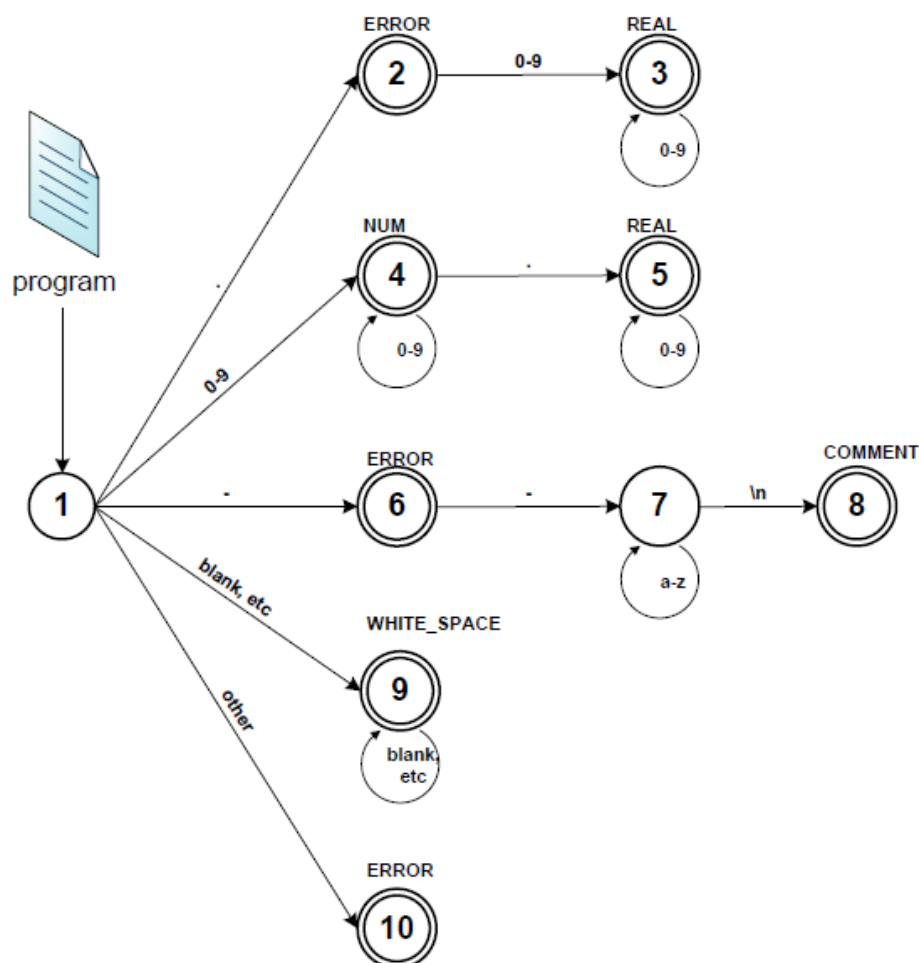 ERROR
REAL
2
0-9
3
0-9
program
NUM
REAL
.
4
.
5
0-9
0-9
0-9
ERROR
COMMENT
1
-
6
-
7
\n
8
a-z
blank, etc
WHITE_SPACE
9
blank,
etc
other
ERROR
10